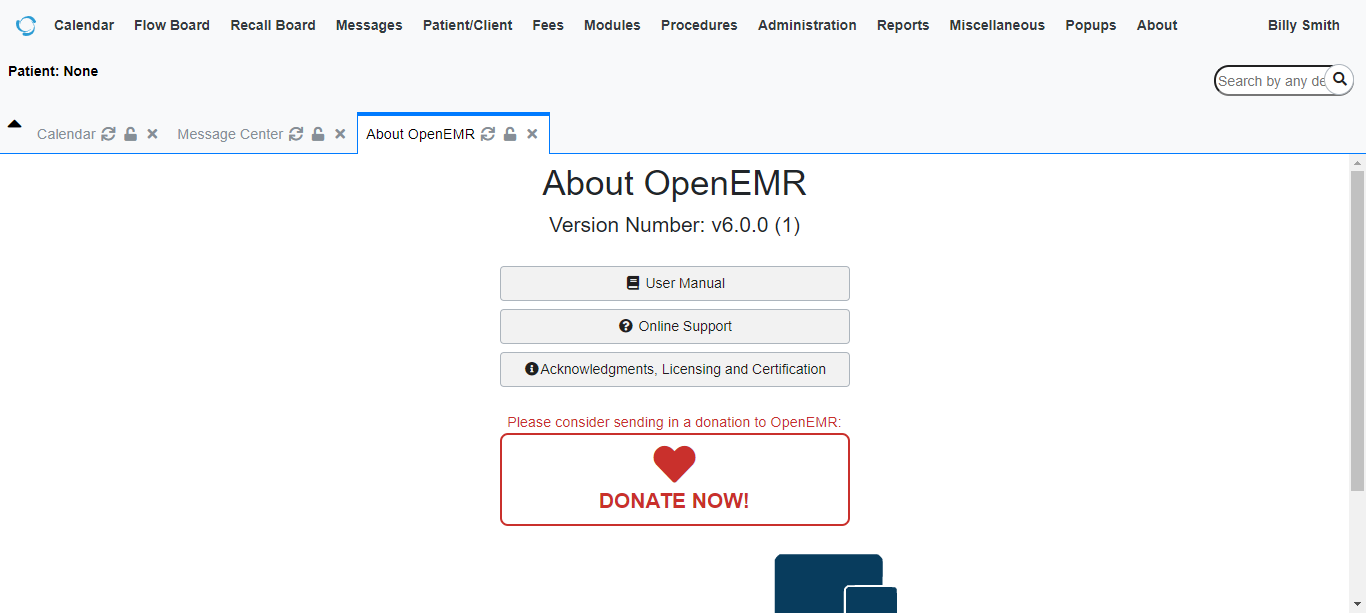 Calendar Flow Board Recall Board Messages Patient/Client Fees Modules Procedures Administration Reports Miscellaneous Popups About Billy Smith
Patient: None
Search by any de
Calendar Message Center About OpenEMR
About OpenEMR
Version Number: v6.0.0 (1)
User Manual
Online Support
Acknowledgments, Licensing and Certification
Please consider sending in a donation to OpenEMR:
DONATE NOW!